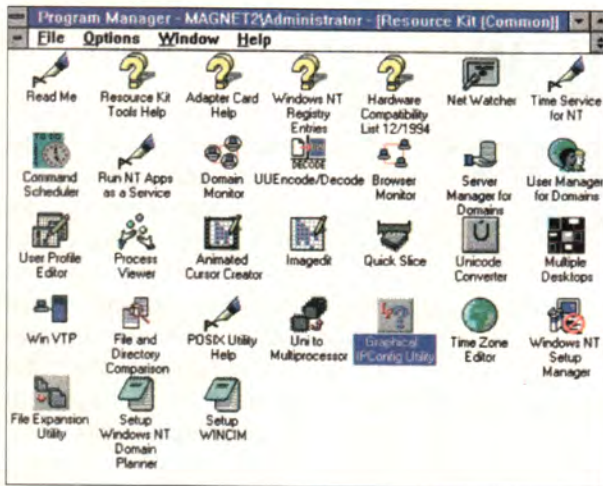 Program Manager - MAGNET2\Administrator - [Resource Kit (Common)]
File Options Window Help
Read Me
Resource Kit
Tools Help
Adapter Card
Help
Windows NT
Registry
Entries
Hardware
Compatibility
List 12/1994
Net Watcher
Time Service
for NT
Command
Scheduler
Run NT Apps
as a Service
Domain
Monitor
DECODE
UUEncode/Decode
Browser
Monitor
Server
Manager for
Domains
User Manager
for Domains
User Profile
Editor
Process
Viewer
Animated
Cursor Creator
Imagedit
Quick Slice
Unicode
Converter
Multiple
Desktops
Win VTP
File and
Directory
Comparison
POSIX Utility
Help
Uni to
Multiprocessor
Graphical
IPConfig Utility
Time Zone
Editor
Windows NT
Setup
Manager
File Expansion
Utility
Setup
Windows NT
Domain
Planner
Setup
WINCIM